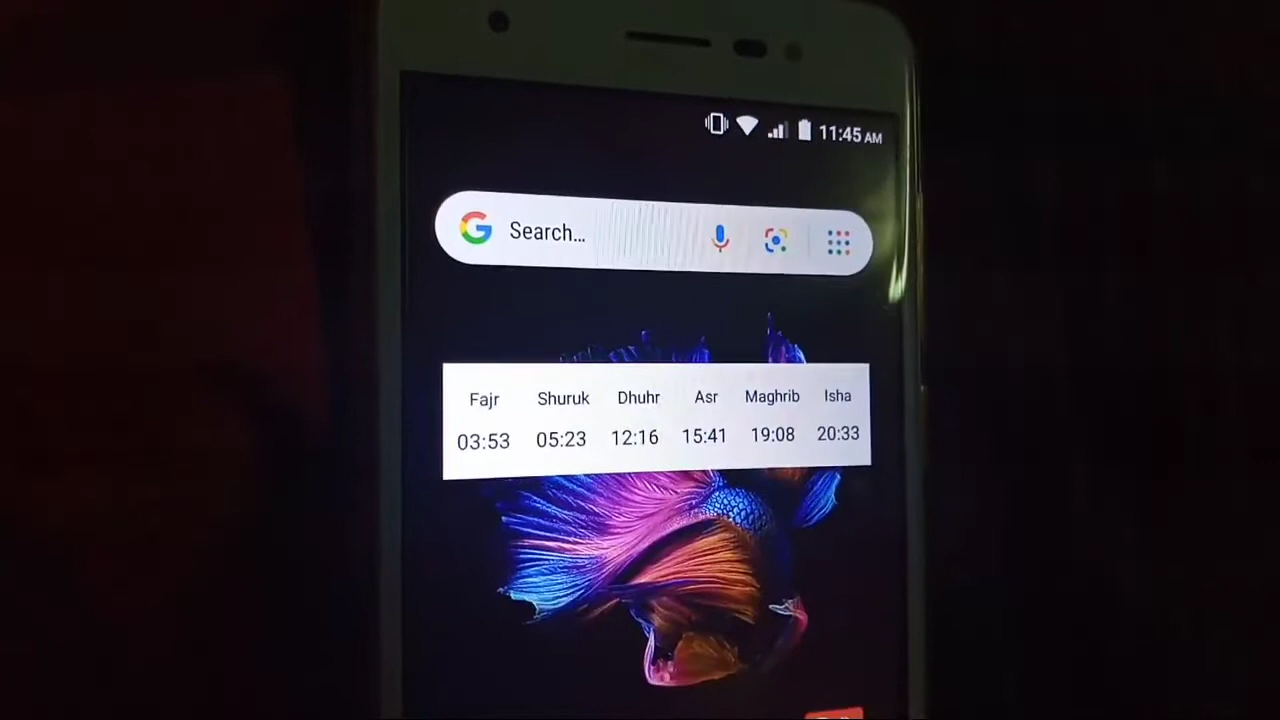 11:45 AM
G Search...
Fajr Shuruk Dhuhr Asr Maghrib Isha
03:53 05:23 12:16 15:41 19:08 20:33